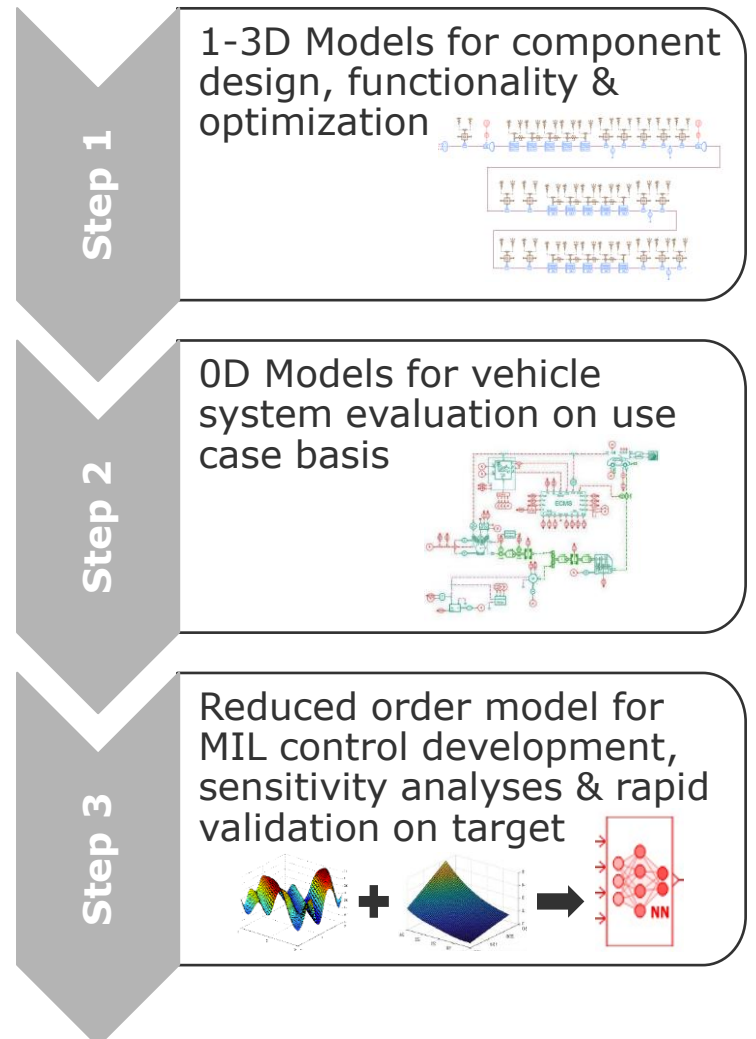 Step 1
1-3D Models for component
design, functionality &
optimization
Step 2
0D Models for vehicle
system evaluation on use
case basis
ECMS
Step 3
Reduced order model for
MIL control development,
sensitivity analyses & rapid
validation on target
NN